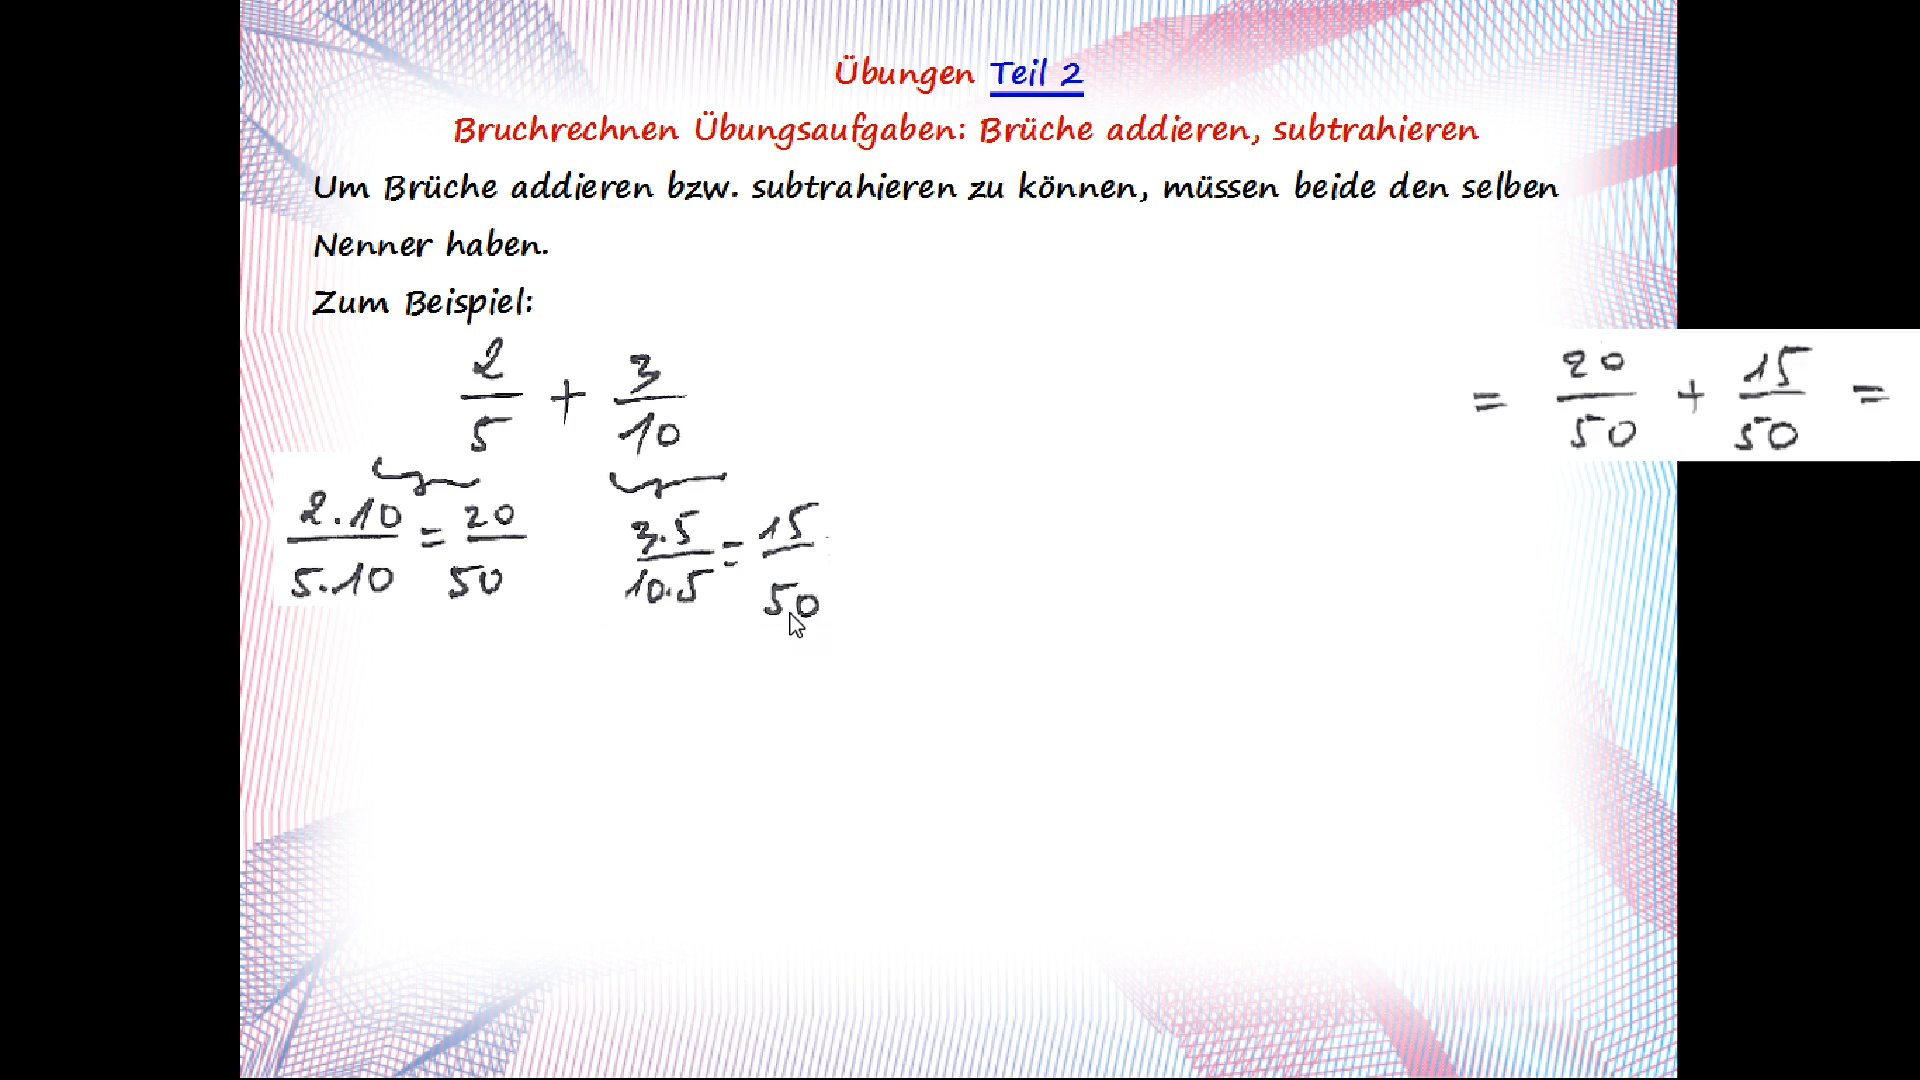 Übungen Teil 2
Bruchrechnen Übungsaufgaben: Brüche addieren, subtrahieren
Um Brüche addieren bzw. subtrahieren zu können, müssen beide den selben
Nenner haben.
Zum Beispiel:
2/5 + 3/10 = 20/50 + 15/50 =
2·10/5·10 = 20/50 3·5/10·5 = 15/50